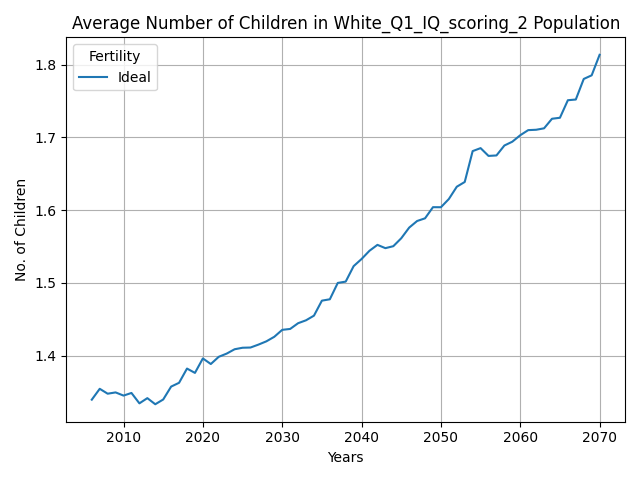 Average Number of Children in White_Q1_IQ_scoring_2 Population
Fertility
Ideal
1.8
1.7
1.6
1.5
1.4
No. of Children
2010 2020 2030 2040 2050 2060 2070
Years